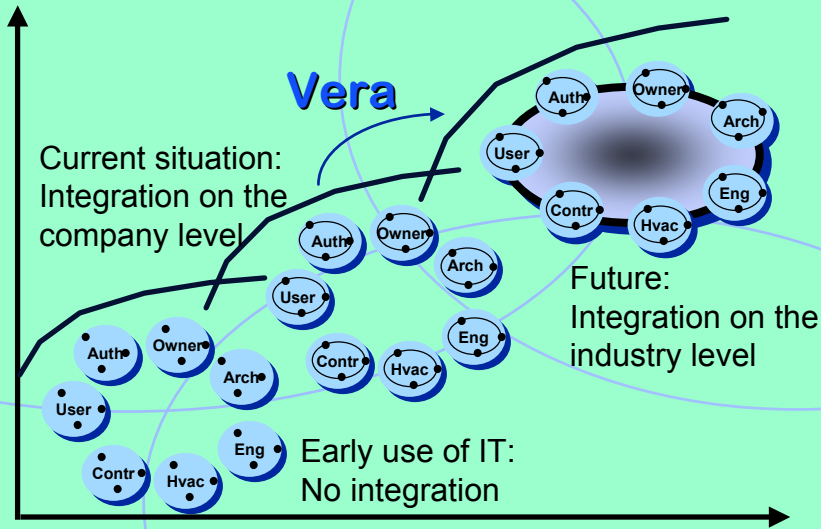 Vera
Current situation:
Integration on the
company level
Auth
Owner
Arch
Eng
Hvac
Contr
User
Future:
Integration on the
industry level
Auth
Owner
Arch
Eng
Hvac
Contr
User
Auth
Owner
Arch
Eng
Hvac
Contr
User
Early use of IT:
No integration